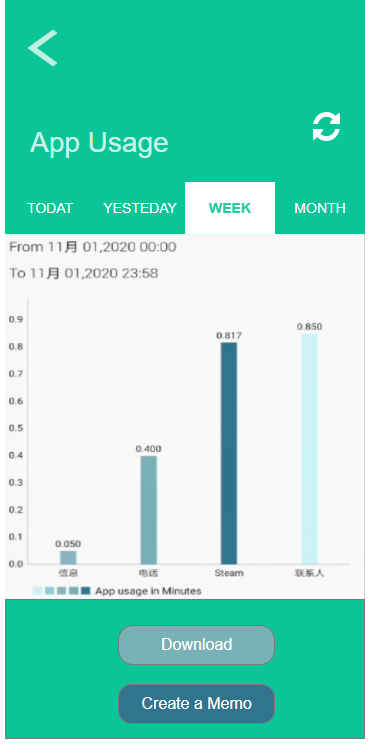 App Usage
TODAT YESTEDAY WEEK MONTH
From 11月 01,2020 00:00
To 11月 01,2020 23:58
0.9
0.8
0.7
0.6
0.5
0.4
0.3
0.2
0.1
0.0
0.050
0.400
0.817
0.850
信息 电话 Steam 联系人
App usage in Minutes
Download
Create a Memo